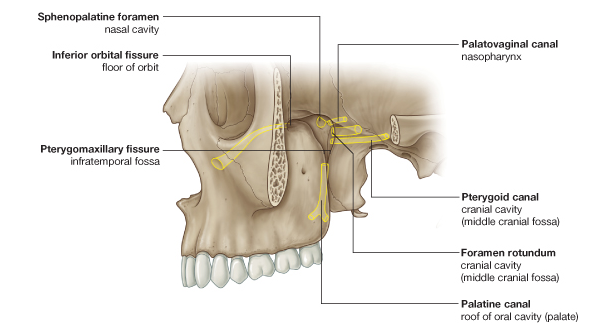 Sphenopalatine foramen
nasal cavity
Inferior orbital fissure
floor of orbit
Pterygomaxillary fissure
infratemporal fossa
Palatovaginal canal
nasopharynx
Pterygoid canal
cranial cavity
(middle cranial fossa)
Foramen rotundum
cranial cavity
(middle cranial fossa)
Palatine canal
roof of oral cavity (palate)